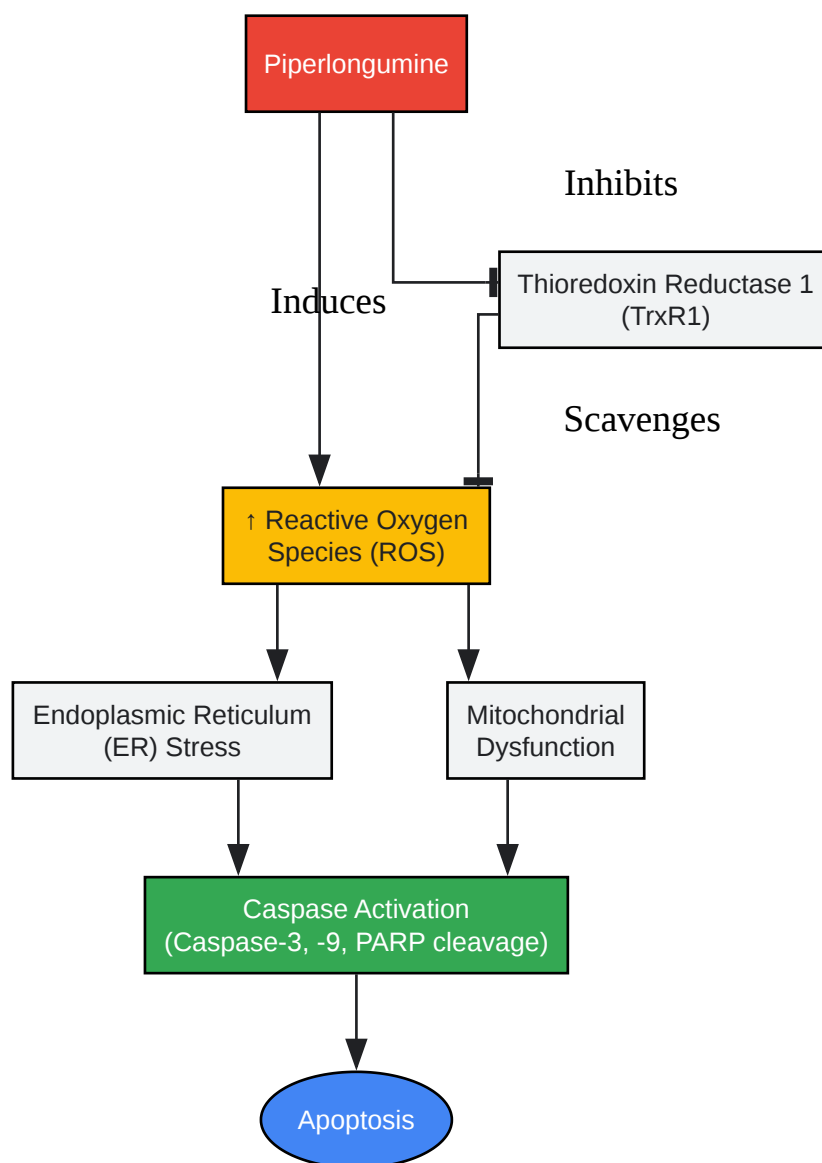 Piperlongumine
Inhibits
Thioredoxin Reductase 1
(TrxR1)
Induces
Scavenges
↑ Reactive Oxygen
Species (ROS)
Endoplasmic Reticulum
(ER) Stress
Mitochondrial
Dysfunction
Caspase Activation
(Caspase-3, -9, PARP cleavage)
Apoptosis